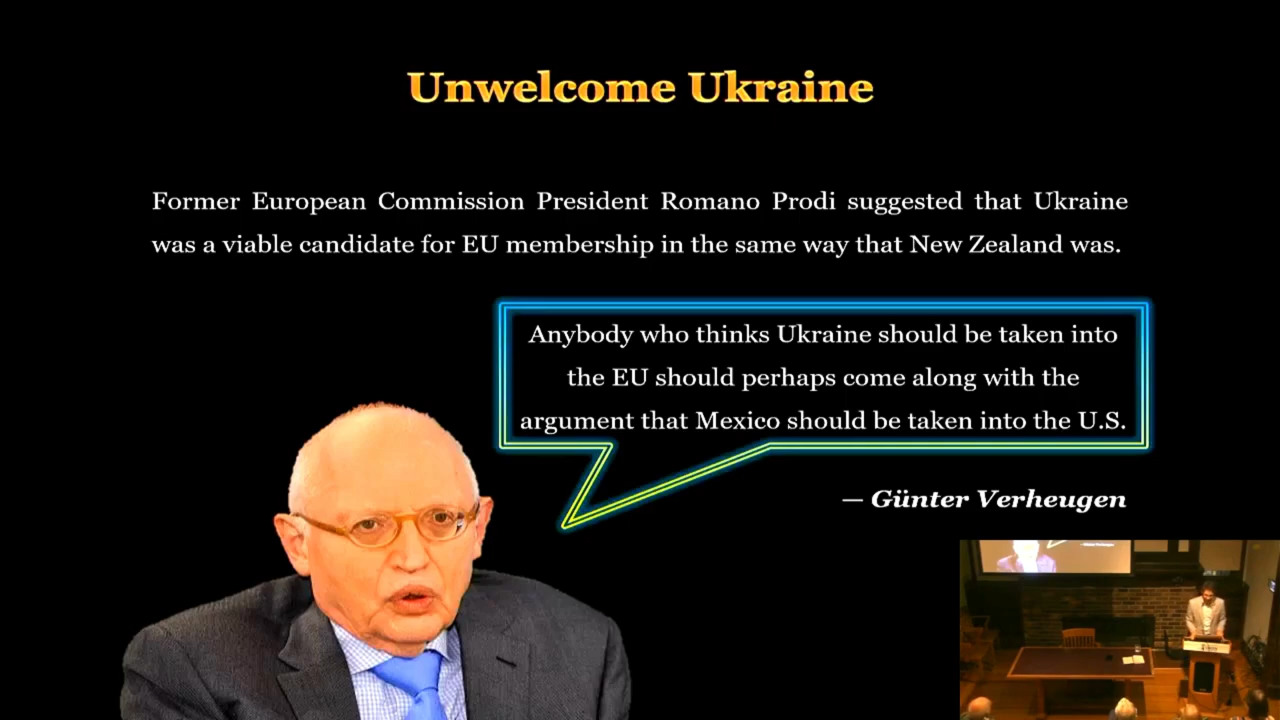 Unwelcome Ukraine
Former European Commission President Romano Prodi suggested that Ukraine
was a viable candidate for EU membership in the same way that New Zealand was.
Anybody who thinks Ukraine should be taken into
the EU should perhaps come along with the
argument that Mexico should be taken into the U.S.
— Günter Verheugen